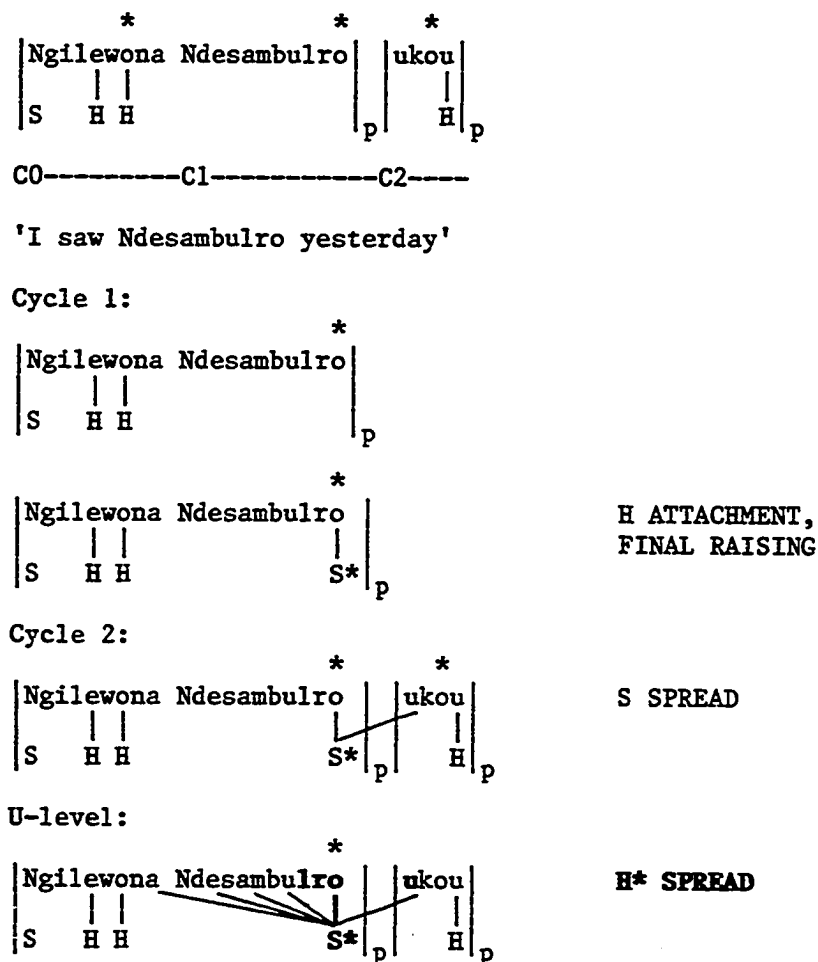 * * *
|Ngilewona Ndesambulro| |ukou|
|S H H |p H|p
C0---------C1-----------C2----
'I saw Ndesambulro yesterday'
Cycle 1:
*
|Ngilewona Ndesambulro|
|S H H |p
*
|Ngilewona Ndesambulro| H ATTACHMENT,
|S H H S*|p FINAL RAISING
Cycle 2:
* *
|Ngilewona Ndesambulro| |ukou| S SPREAD
|S H H S*|p H|p
U-level:
*
|Ngilewona Ndesambulro| |ukou| H* SPREAD
|S H H S*|p H|p